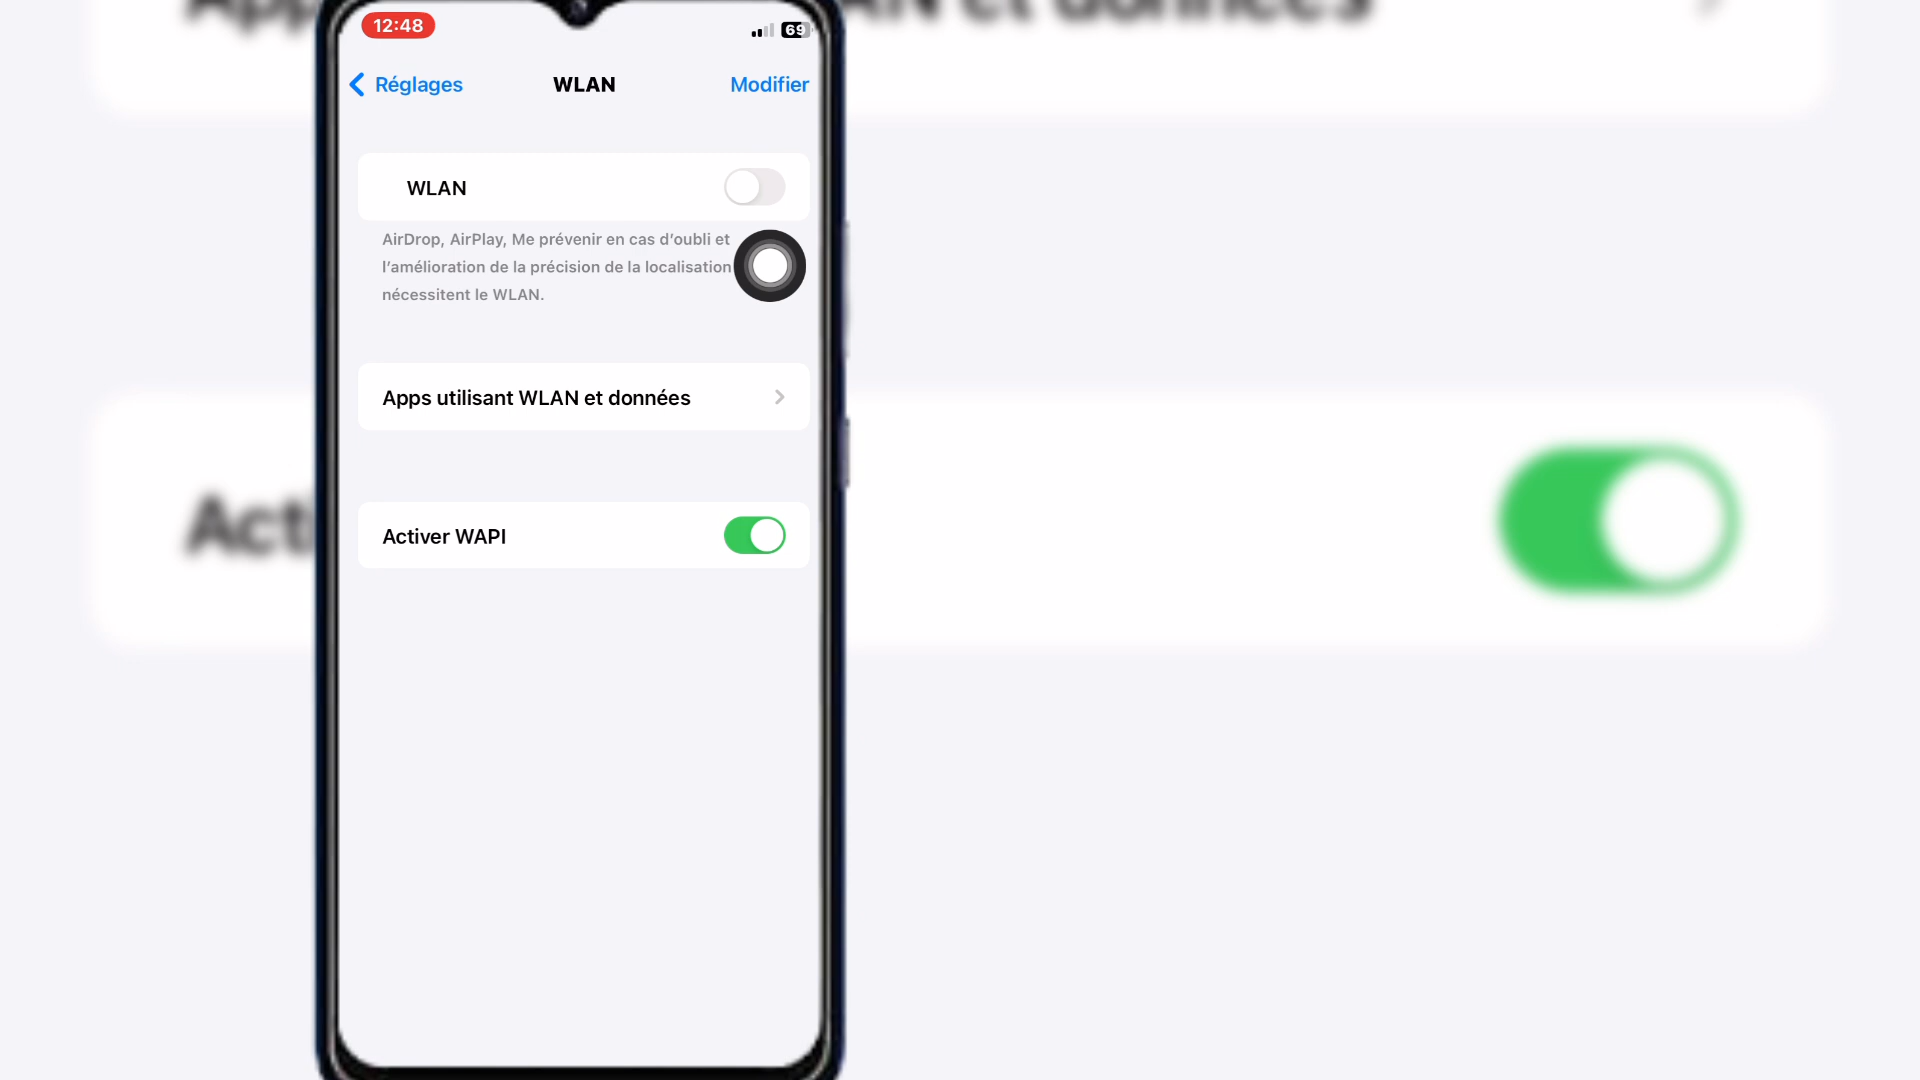 12:48
69
Réglages
WLAN
Modifier
WLAN
AirDrop, AirPlay, Me prévenir en cas d'oubli et
l'amélioration de la précision de la localisation
nécessitent le WLAN.
Apps utilisant WLAN et données
Activer WAPI